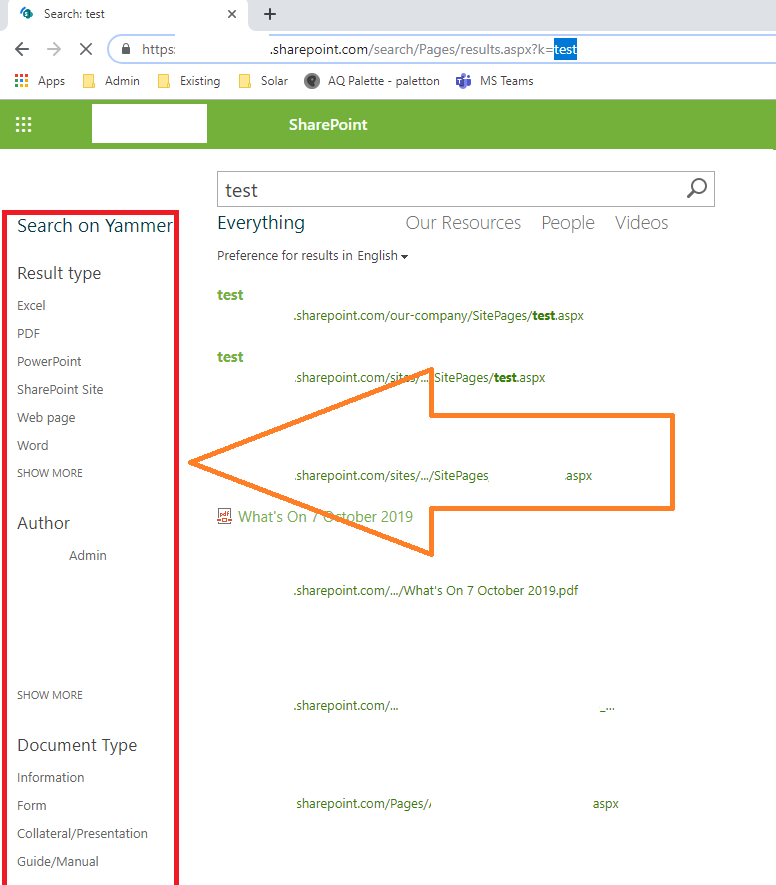 Search: test
https:
.sharepoint.com/search/Pages/results.aspx?k=test
Apps Admin Existing Solar AQ Palette - paletton MS Teams
SharePoint
test
Everything Our Resources People Videos
Preference for results in English
Search on Yammer
Result type
Excel
PDF
PowerPoint
SharePoint Site
Web page
Word
SHOW MORE
Author
Admin
SHOW MORE
Document Type
Information
Form
Collateral/Presentation
Guide/Manual
test
.sharepoint.com/our-company/SitePages/test.aspx
test
.sharepoint.com/sites/.../SitePages/test.aspx
.sharepoint.com/sites/.../SitePages .aspx
What's On 7 October 2019
.sharepoint.com/.../What's On 7 October 2019.pdf
.sharepoint.com/... _...
sharepoint.com/Pages/ aspx